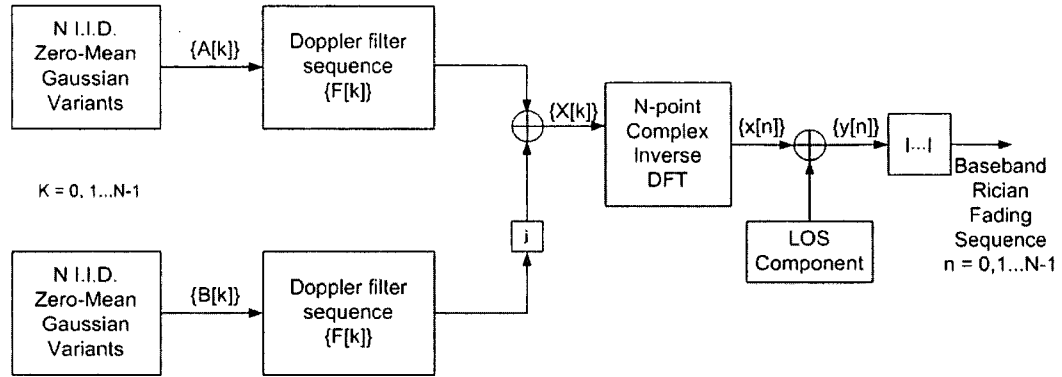 N I.I.D.
Zero-Mean
Gaussian
Variants
{A[k]}
Doppler filter
sequence
{F[k]}
{X[k]}
N-point
Complex
Inverse
DFT
{x[n]}
{y[n]}
I...I
Baseband
Rician
Fading
Sequence
n = 0,1...N-1
K = 0, 1...N-1
j
LOS
Component
N I.I.D.
Zero-Mean
Gaussian
Variants
{B[k]}
Doppler filter
sequence
{F[k]}